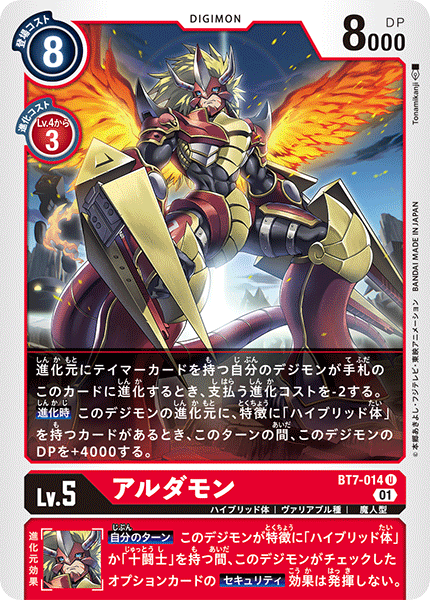 DIGIMON
登場コスト
8
DP
8000
進化コスト
Lv.4から
3
Tonamikanji
©本郷あきよし・フジテレビ・東映アニメーション BANDAI MADE IN JAPAN
進化元にテイマーカードを持つ自分のデジモンが手札の
このカードに進化するとき、支払う進化コストを-2する。
進化時 このデジモンの進化元に、特徴に「ハイブリッド体」
を持つカードがあるとき、このターンの間、このデジモンの
DPを+4000する。
BT7-014 U
Lv.5 アルダモン 01
ハイブリッド体 | ヴァリアブル種 | 魔人型
進化元効果
自分のターン このデジモンが特徴に「ハイブリッド体」
か「十闘士」を持つ間、このデジモンがチェックした
オプションカードの セキュリティ 効果は発揮しない。